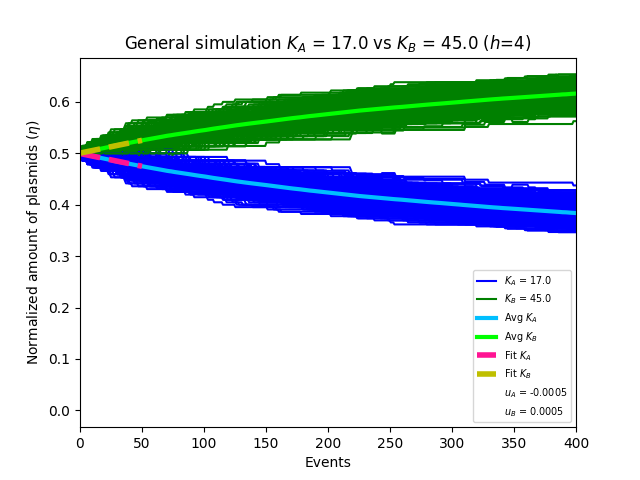 General simulation K_A = 17.0 vs K_B = 45.0 (h=4)
Normalized amount of plasmids (η)
0.6
0.5
0.4
0.3
0.2
0.1
0.0
K_A = 17.0
K_B = 45.0
Avg K_A
Avg K_B
Fit K_A
Fit K_B
u_A = -0.0005
u_B = 0.0005
0 50 100 150 200 250 300 350 400
Events